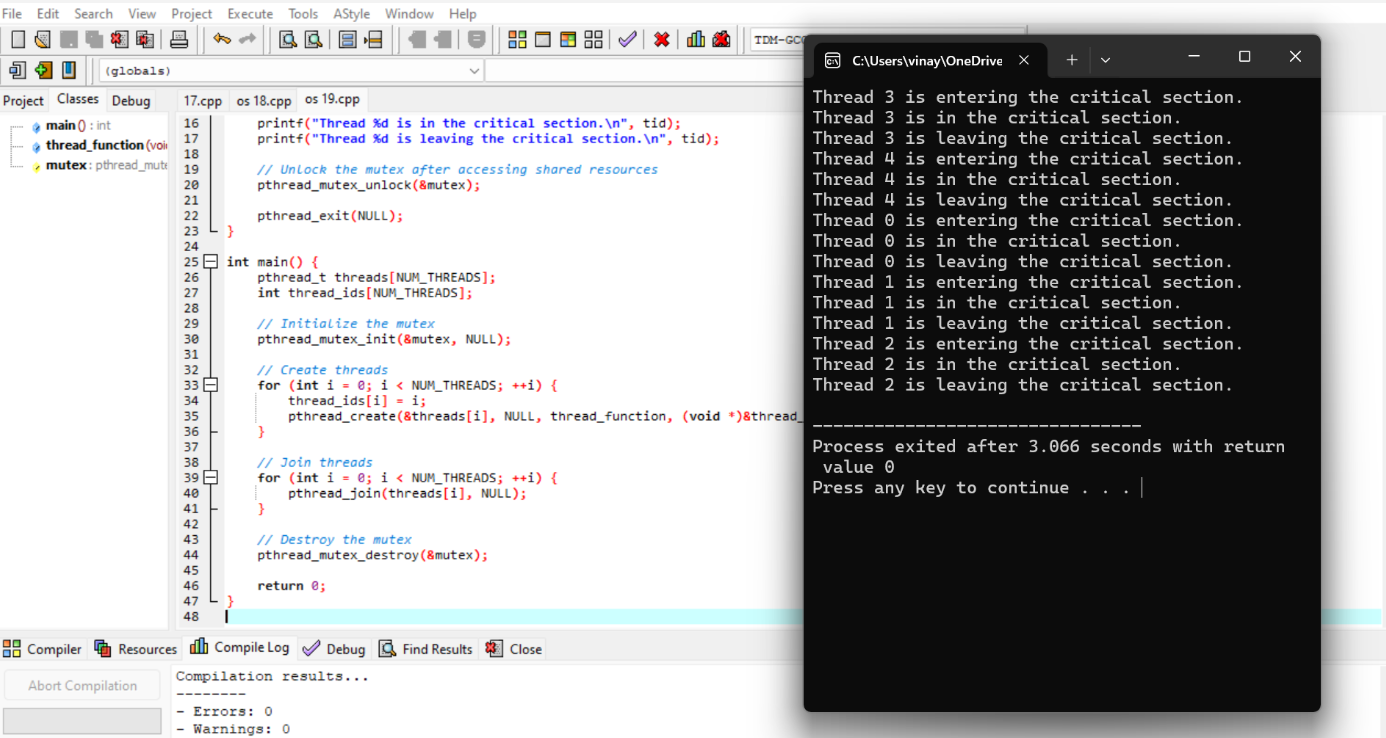 File Edit Search View Project Execute Tools AStyle Window Help
TDM-GCC
(globals)
Project Classes Debug
17.cpp os 18.cpp os 19.cpp
main () : int
thread_function (voi
mutex : pthread_mute
16 printf("Thread %d is in the critical section.\n", tid);
17 printf("Thread %d is leaving the critical section.\n", tid);
18
19 // Unlock the mutex after accessing shared resources
20 pthread_mutex_unlock(&mutex);
21
22 pthread_exit(NULL);
23 }
24
25 int main() {
26 pthread_t threads[NUM_THREADS];
27 int thread_ids[NUM_THREADS];
28
29 // Initialize the mutex
30 pthread_mutex_init(&mutex, NULL);
31
32 // Create threads
33 for (int i = 0; i < NUM_THREADS; ++i) {
34 thread_ids[i] = i;
35 pthread_create(&threads[i], NULL, thread_function, (void *)&thread_
36 }
37
38 // Join threads
39 for (int i = 0; i < NUM_THREADS; ++i) {
40 pthread_join(threads[i], NULL);
41 }
42
43 // Destroy the mutex
44 pthread_mutex_destroy(&mutex);
45
46 return 0;
47 }
48
Compiler Resources Compile Log Debug Find Results Close
Abort Compilation
Compilation results...
--------
- Errors: 0
- Warnings: 0
C:\Users\vinay\OneDrive
Thread 3 is entering the critical section.
Thread 3 is in the critical section.
Thread 3 is leaving the critical section.
Thread 4 is entering the critical section.
Thread 4 is in the critical section.
Thread 4 is leaving the critical section.
Thread 0 is entering the critical section.
Thread 0 is in the critical section.
Thread 0 is leaving the critical section.
Thread 1 is entering the critical section.
Thread 1 is in the critical section.
Thread 1 is leaving the critical section.
Thread 2 is entering the critical section.
Thread 2 is in the critical section.
Thread 2 is leaving the critical section.
--------------------------------
Process exited after 3.066 seconds with return
value 0
Press any key to continue . . .